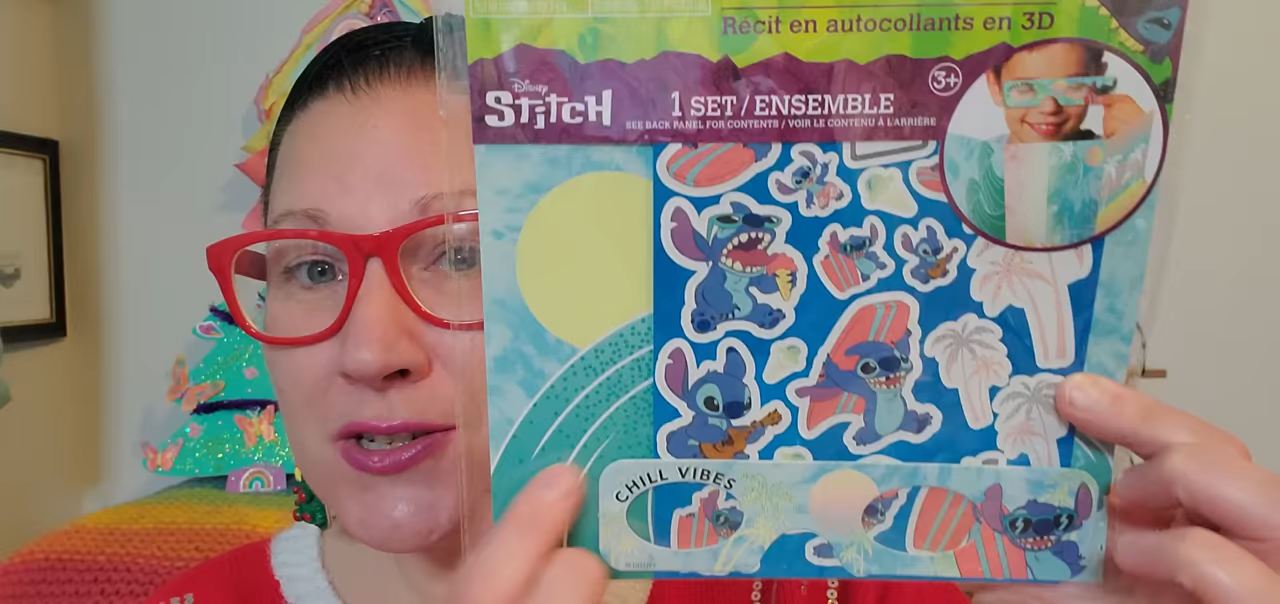 Récit en autocollants en 3D
3+
Disney
Stitch
1 SET / ENSEMBLE
SEE BACK PANEL FOR CONTENTS / VOIR LE CONTENU À L'ARRIÈRE
CHILL VIBES